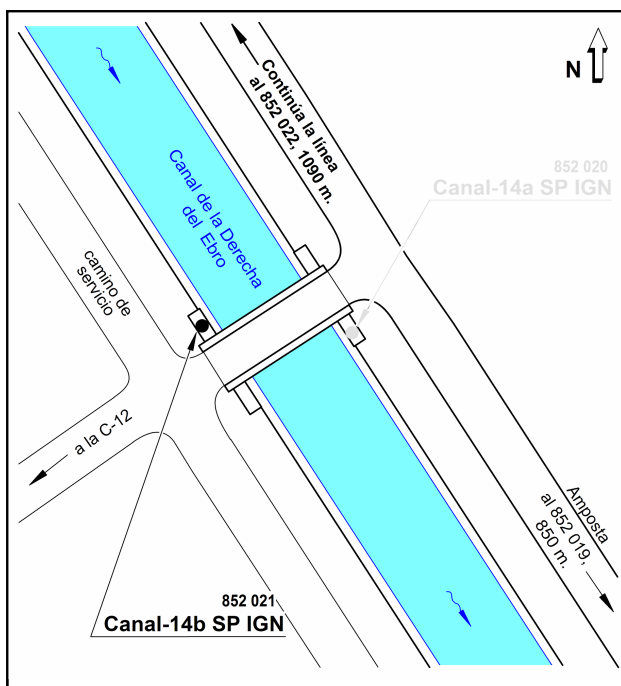 N
Continúa la línea
al 852 022, 1090 m.
852 020
Canal-14a SP IGN
Canal de la Derecha
del Ebro
camino de
servicio
a la C-12
Amposta
al 852 019,
850 m.
852 021
Canal-14b SP IGN